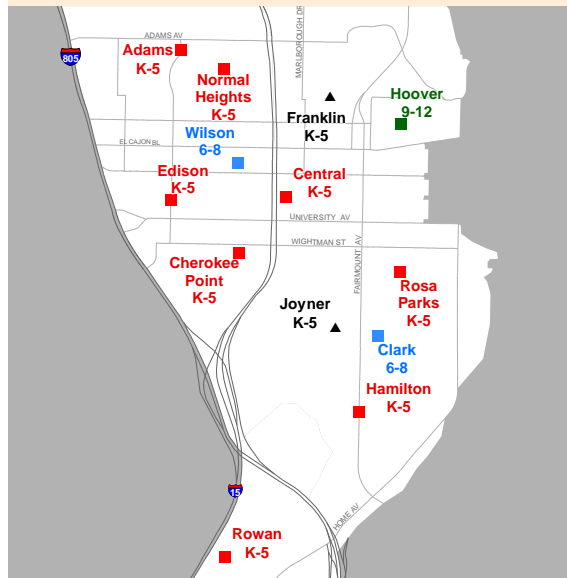 MARLBOROUGH DR
ADAMS AV
805
Adams
K-5
Normal
Heights
K-5
Hoover
9-12
Franklin
K-5
Wilson
6-8
EL CAJON BL
Edison
K-5
Central
K-5
UNIVERSITY AV
WIGHTMAN ST
FAIRMOUNT AV
Cherokee
Point
K-5
Rosa
Parks
K-5
Joyner
K-5
Clark
6-8
Hamilton
K-5
15
HOME AV
Rowan
K-5